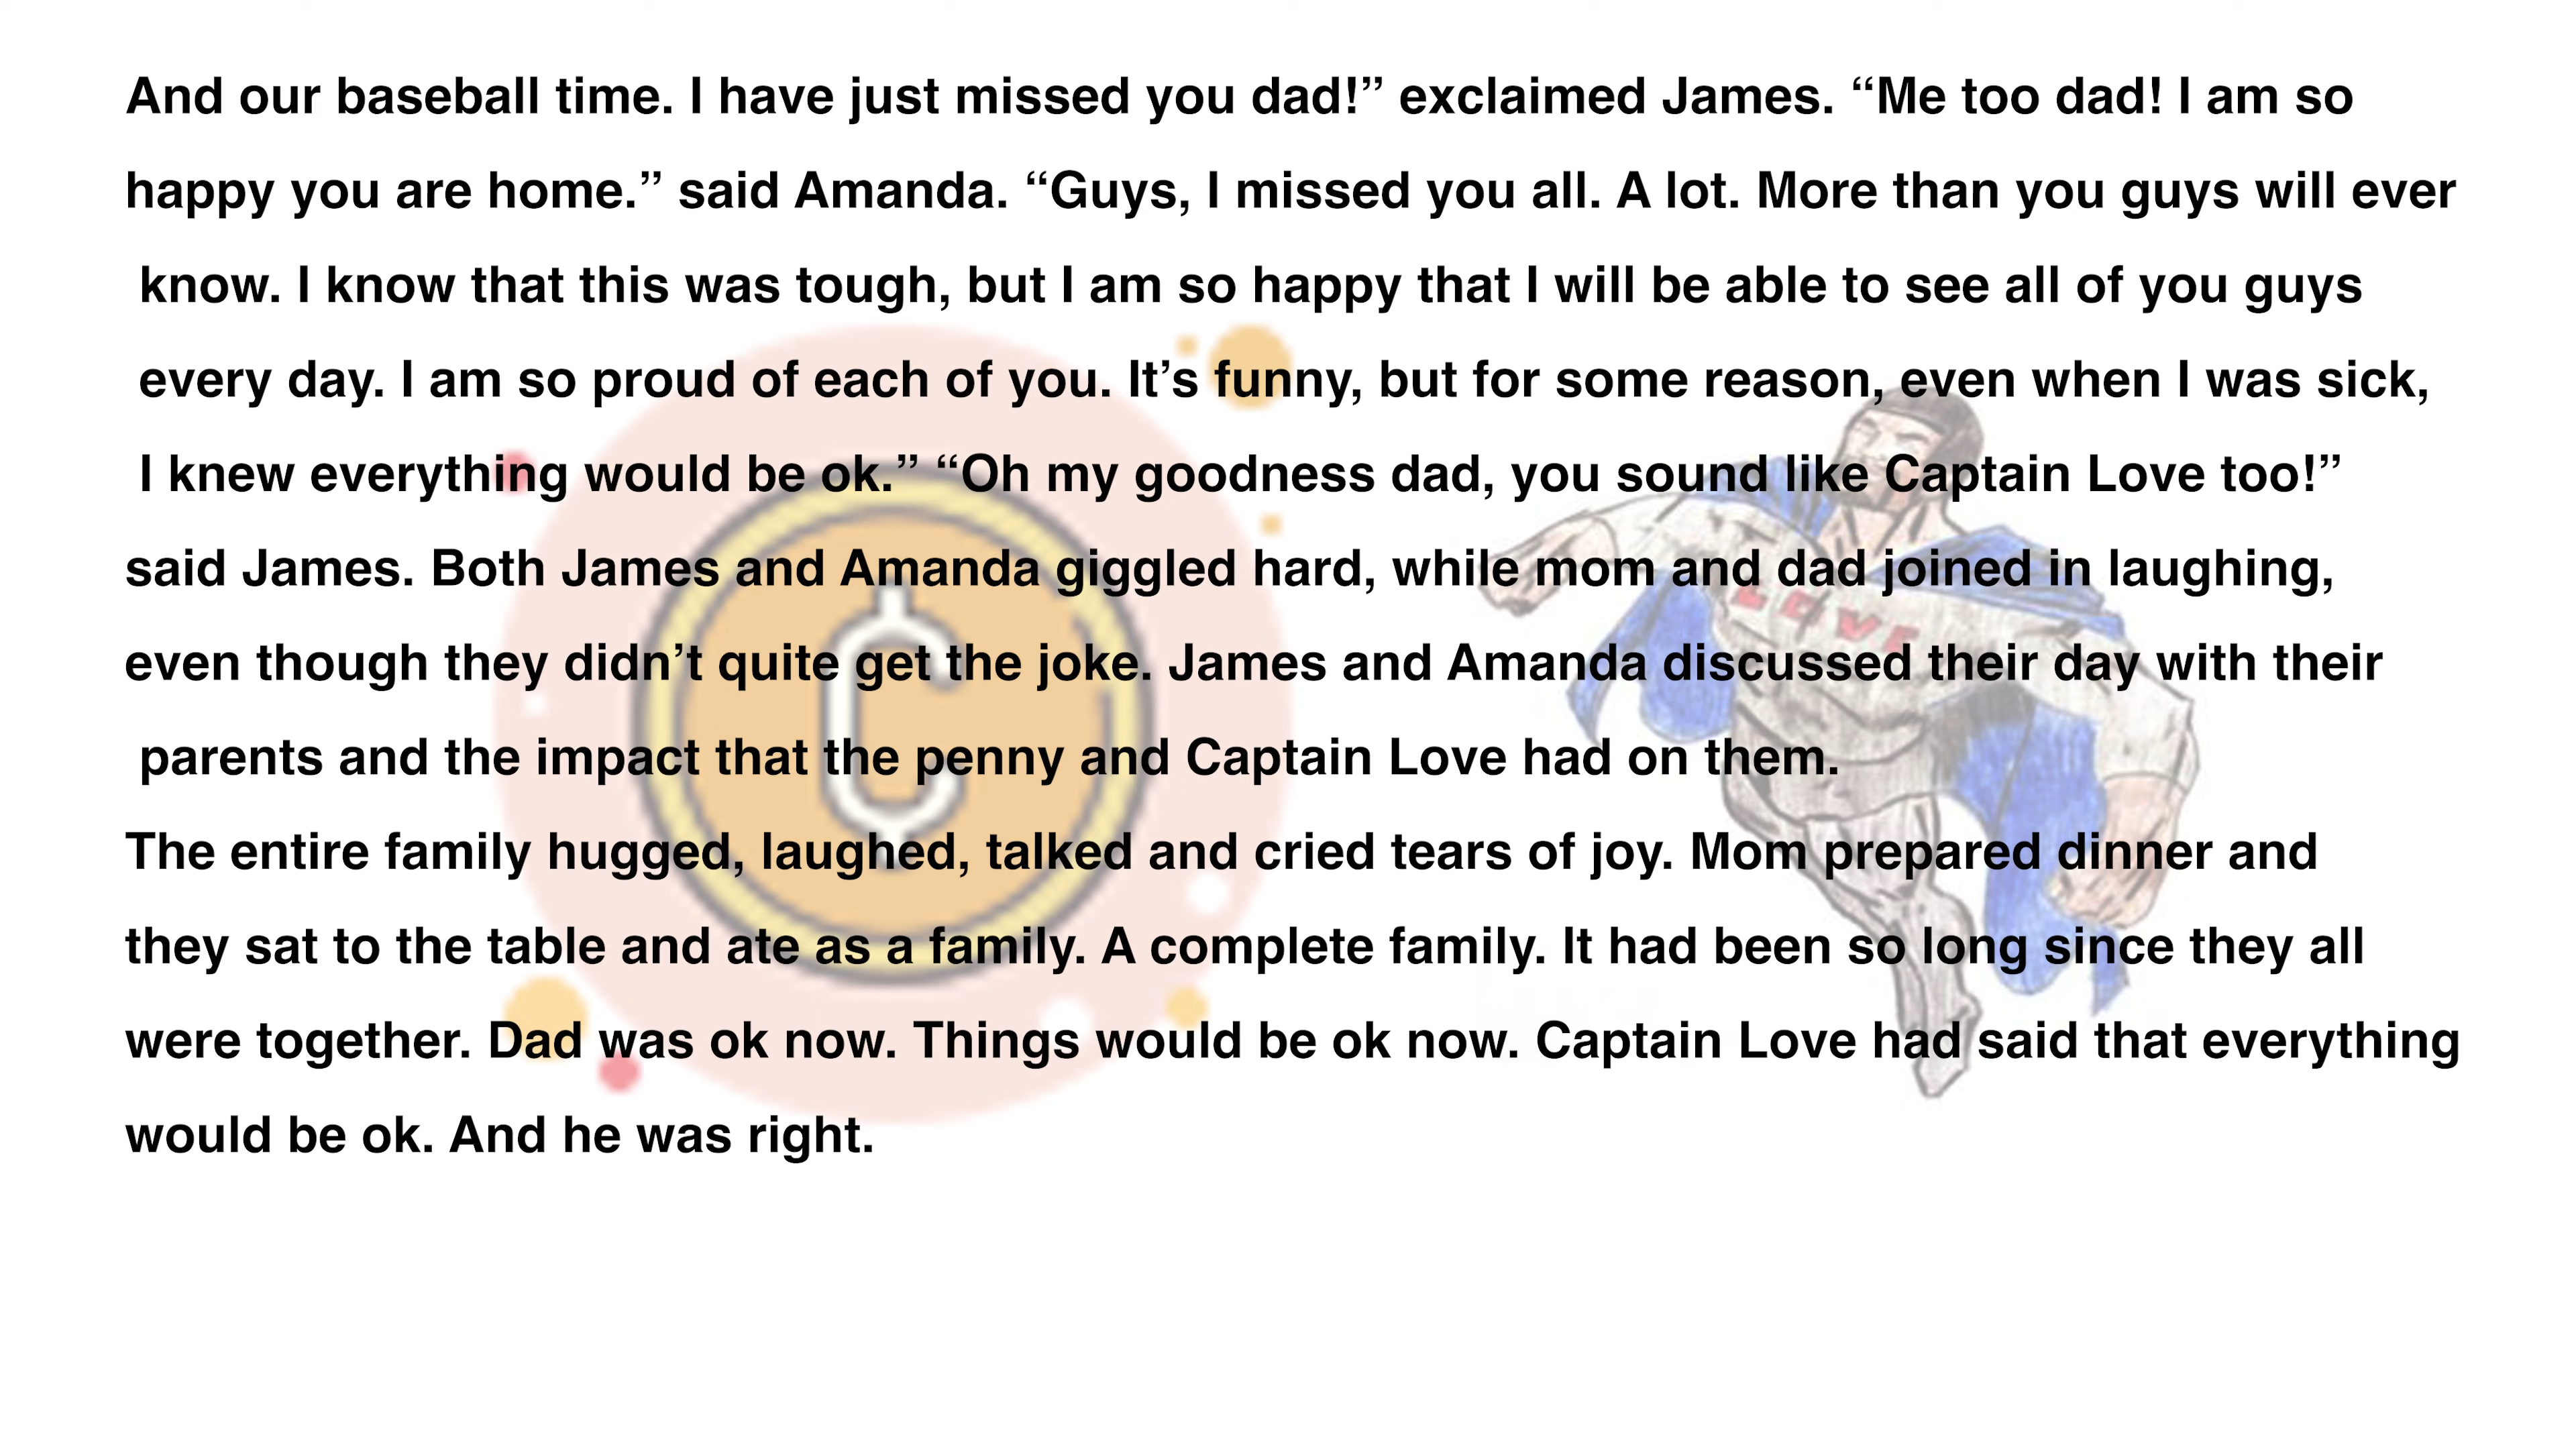 And our baseball time. I have just missed you dad!” exclaimed James. “Me too dad! I am so
happy you are home.” said Amanda. “Guys, I missed you all. A lot. More than you guys will ever
know. I know that this was tough, but I am so happy that I will be able to see all of you guys
every day. I am so proud of each of you. It’s funny, but for some reason, even when I was sick,
I knew everything would be ok.” “Oh my goodness dad, you sound like Captain Love too!”
said James. Both James and Amanda giggled hard, while mom and dad joined in laughing,
LOVE
even though they didn’t quite get the joke. James and Amanda discussed their day with their
parents and the impact that the penny and Captain Love had on them.
The entire family hugged, laughed, talked and cried tears of joy. Mom prepared dinner and
they sat to the table and ate as a family. A complete family. It had been so long since they all
were together. Dad was ok now. Things would be ok now. Captain Love had said that everything
would be ok. And he was right.